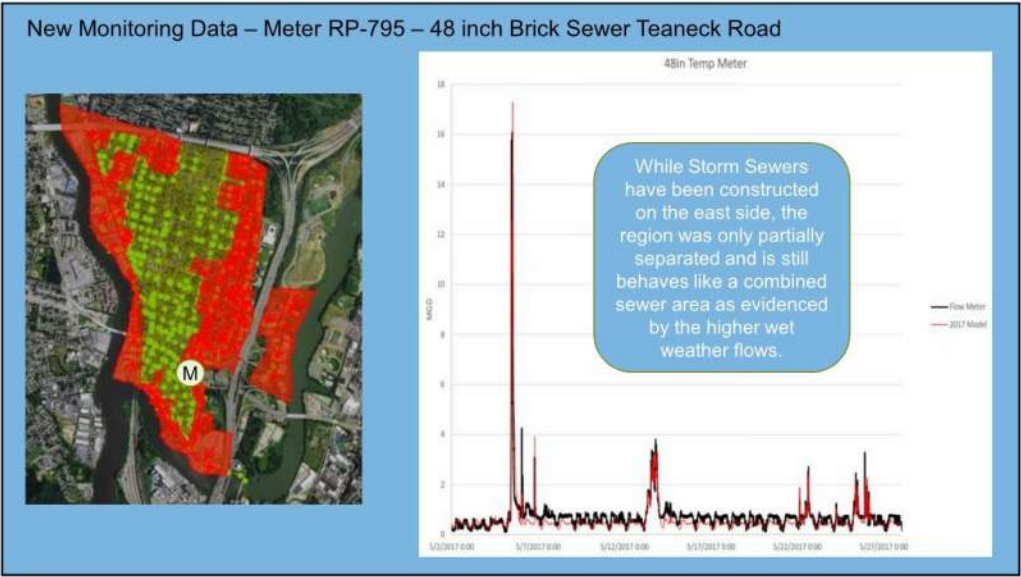 New Monitoring Data – Meter RP-795 – 48 inch Brick Sewer Teaneck Road
M
48in Temp Meter
18
16
14
12
10
8
6
4
2
0
MGD
5/2/2017 0:00
5/7/2017 0:00
5/12/2017 0:00
5/17/2017 0:00
5/22/2017 0:00
5/27/2017 0:00
While Storm Sewers
have been constructed
on the east side, the
region was only partially
separated and is still
behaves like a combined
sewer area as evidenced
by the higher wet
weather flows.
Flow Meter
2017 Model